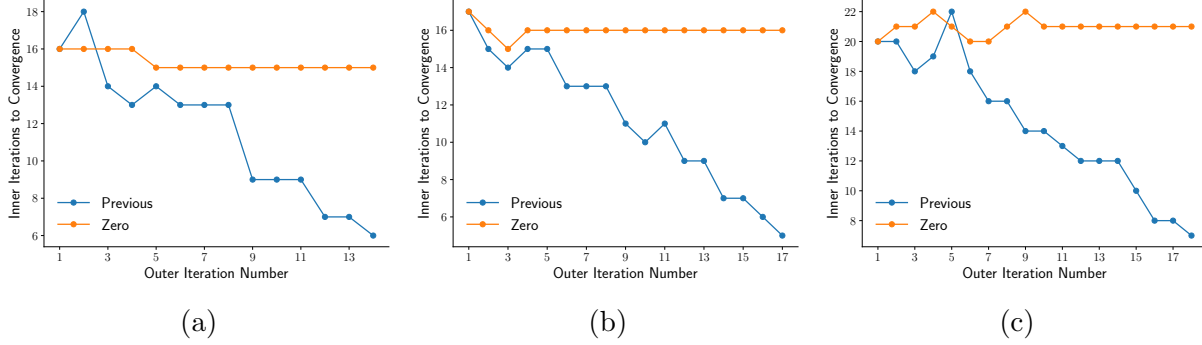 18
16
14
12
10
8
6
Inner Iterations to Convergence
Previous
Zero
1 3 5 7 9 11 13
Outer Iteration Number
(a)
16
14
12
10
8
6
Inner Iterations to Convergence
Previous
Zero
1 3 5 7 9 11 13 15 17
Outer Iteration Number
(b)
22
20
18
16
14
12
10
8
Inner Iterations to Convergence
Previous
Zero
1 3 5 7 9 11 13 15 17
Outer Iteration Number
(c)